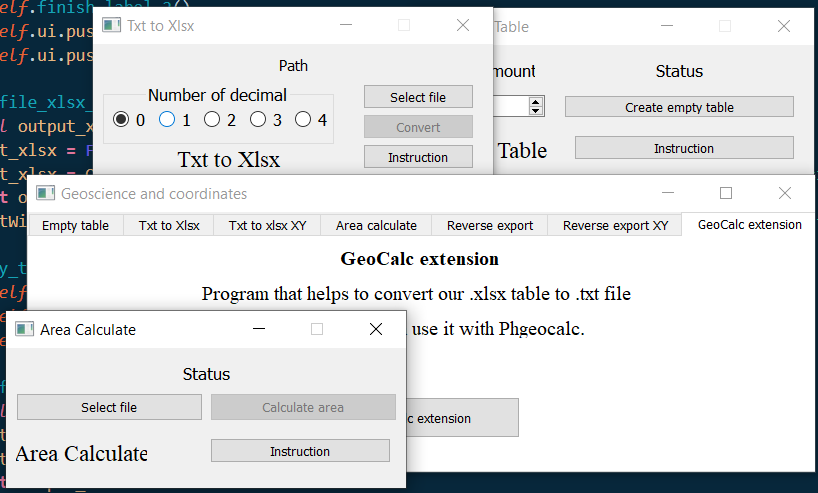 elf.finish_label_2()
elf.ui.pus
elf.ui.pus
file_xlsx_
output_x
t_xlsx =
t_xlsx =
Txt to Xlsx
Path
Number of decimal
0 1 2 3 4
Select file
Convert
Instruction
Txt to Xlsx
Table
mount
Status
Create empty table
Table
Instruction
Geoscience and coordinates
Empty table
Txt to Xlsx
Txt to xlsx XY
Area calculate
Reverse export
Reverse export XY
GeoCalc extension
GeoCalc extension
Program that helps to convert our .xlsx table to .txt file
use it with Phgeocalc.
c extension
y_t
elf
Area Calculate
Status
Select file
Calculate area
Area Calculate
Instruction